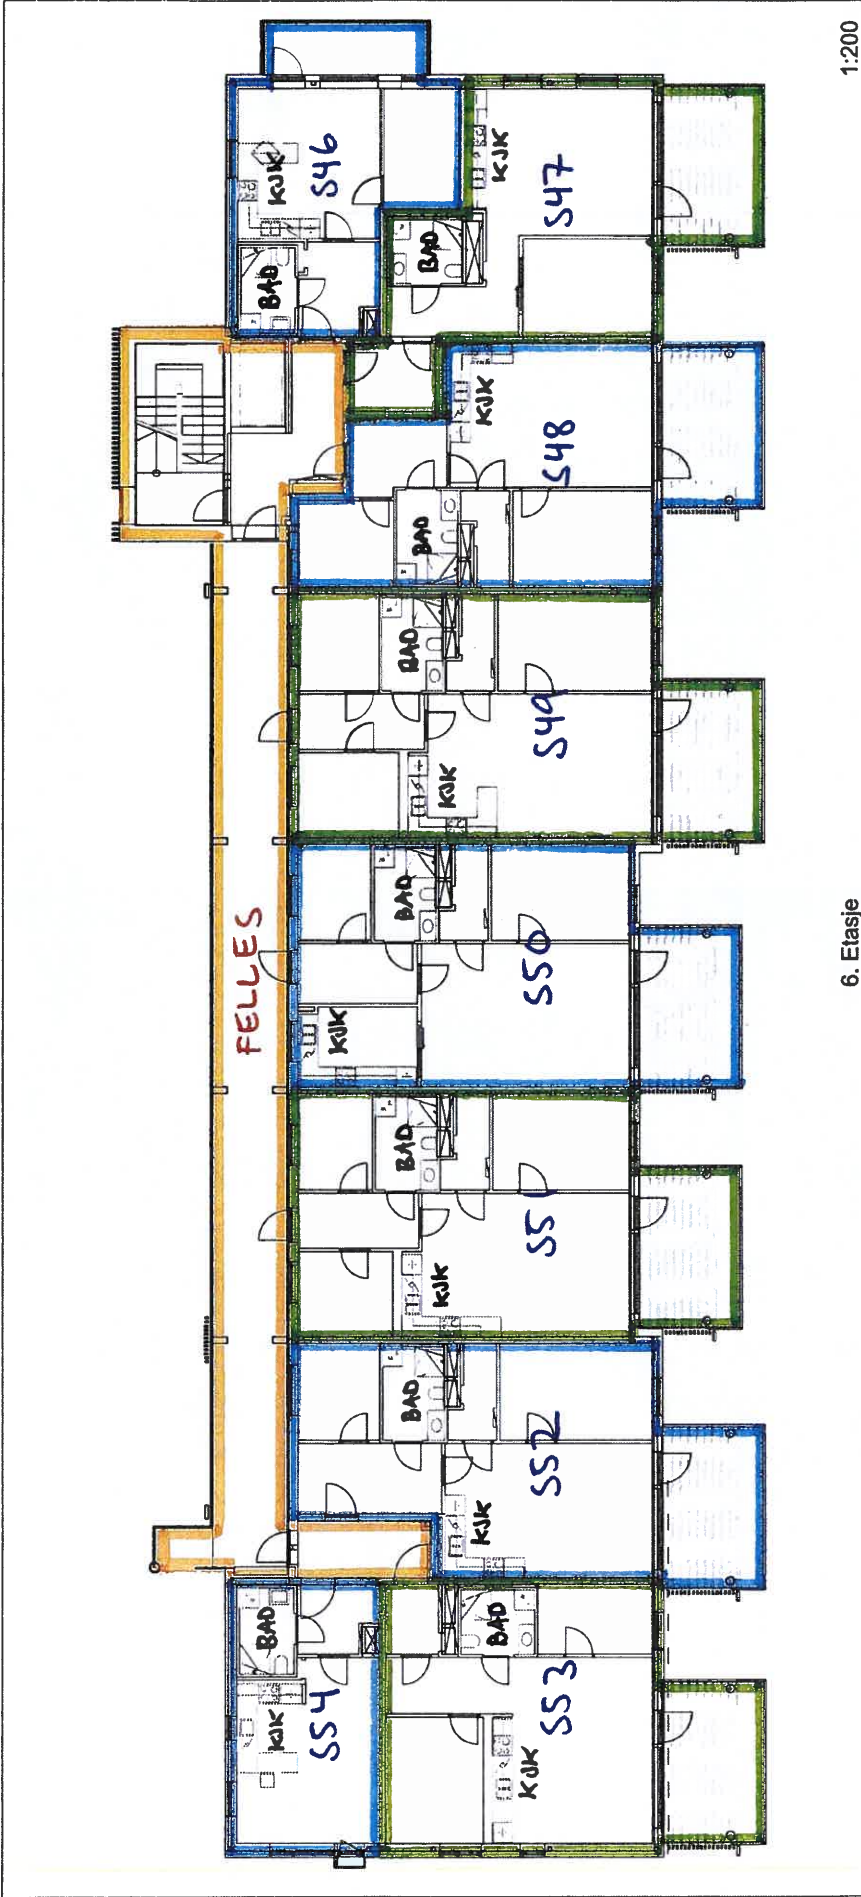 1:200
KJK
S46
BAD
KJK
S47
BAD
KJK
S48
BAD
BAD
S49
KJK
FELLES
BAD
S50
KJK
6. Etasje
BAD
S51
KJK
BAD
S52
KJK
BAD
KJK
S54
BAD
S53
KJK